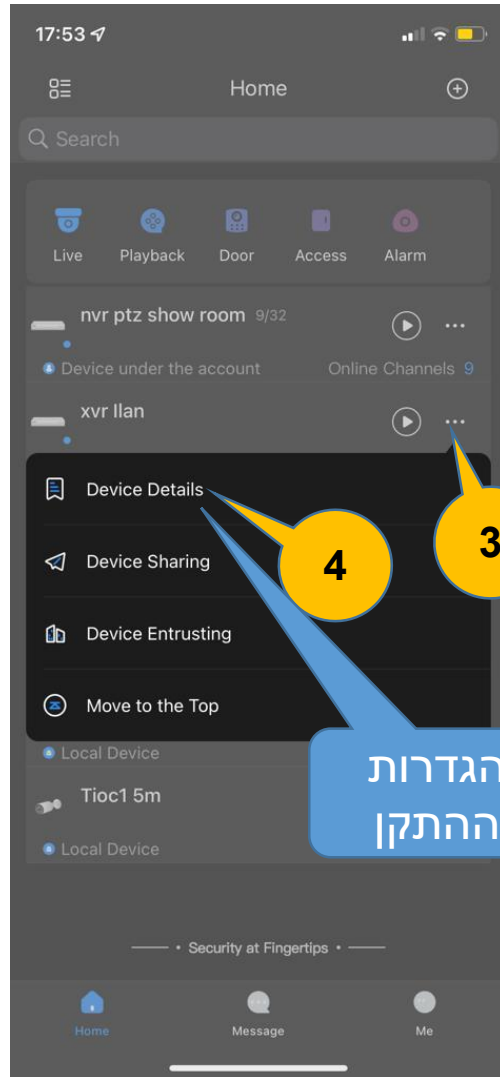 17:53
Home
Search
Live Playback Door Access Alarm
nvr ptz show room 9/32
Device under the account Online Channels 9
xvr Ilan
Device Details
3
4
Device Sharing
Device Entrusting
Move to the Top
הגדרות
ההתקן
Local Device
Tioc1 5m
Local Device
• Security at Fingertips •
Home Message Me